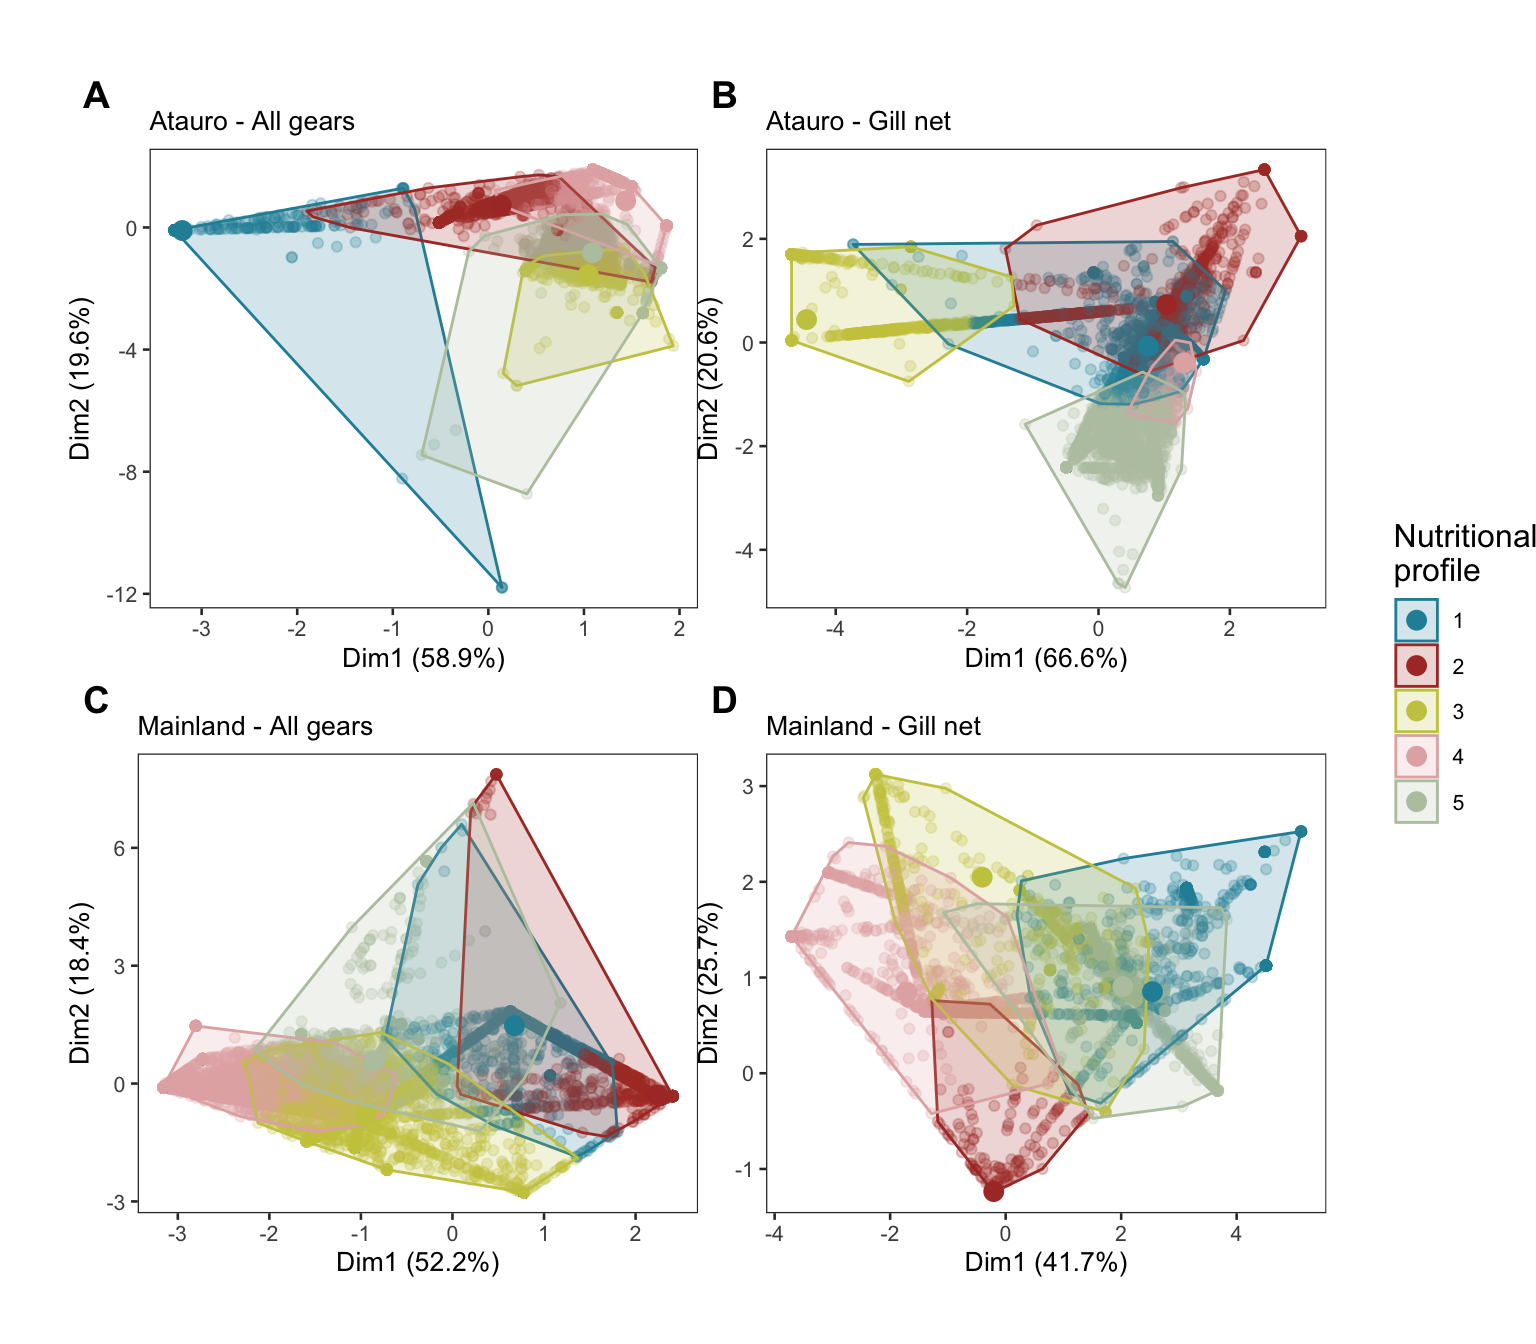 A
Atauro - All gears
Dim2 (19.6%)
0
-4
-8
-12
-3
-2
-1
0
1
2
Dim1 (58.9%)
B
Atauro - Gill net
Dim2 (20.6%)
2
0
-2
-4
-4
-2
0
2
Dim1 (66.6%)
C
Mainland - All gears
Dim2 (18.4%)
6
3
0
-3
-3
-2
-1
0
1
2
Dim1 (52.2%)
D
Mainland - Gill net
Dim2 (25.7%)
3
2
1
0
-1
-4
-2
0
2
4
Dim1 (41.7%)
Nutritional
profile
1
2
3
4
5